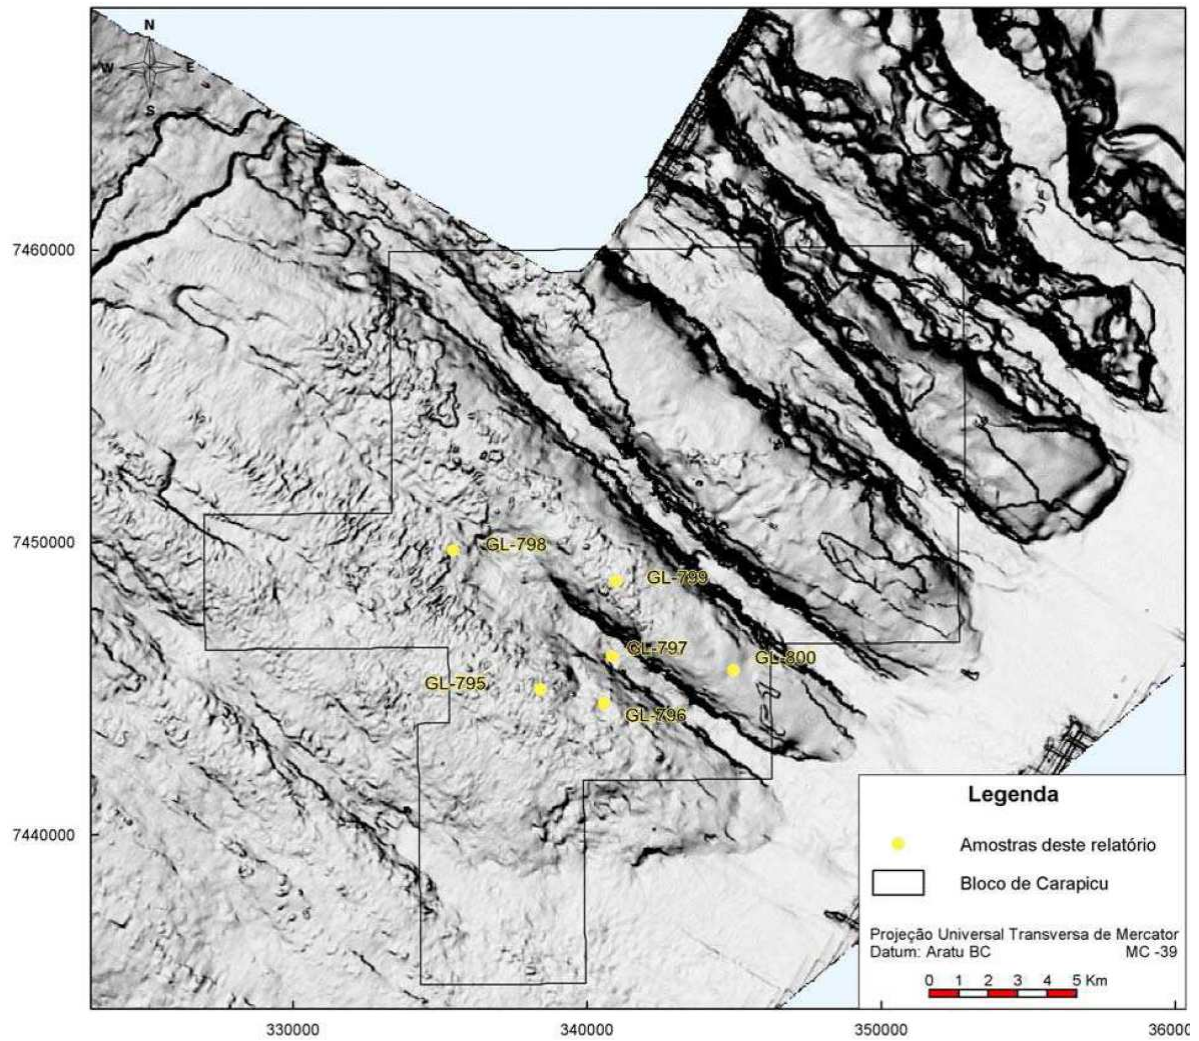 N
W E
S
7460000
7450000
7440000
GL-798
GL-799
GL-797
GL-800
GL-795
GL-796
Legenda
Amostras deste relatório
Bloco de Carapicu
Projeção Universal Transversa de Mercator
Datum: Aratu BC MC -39
0 1 2 3 4 5 Km
330000 340000 350000 36000